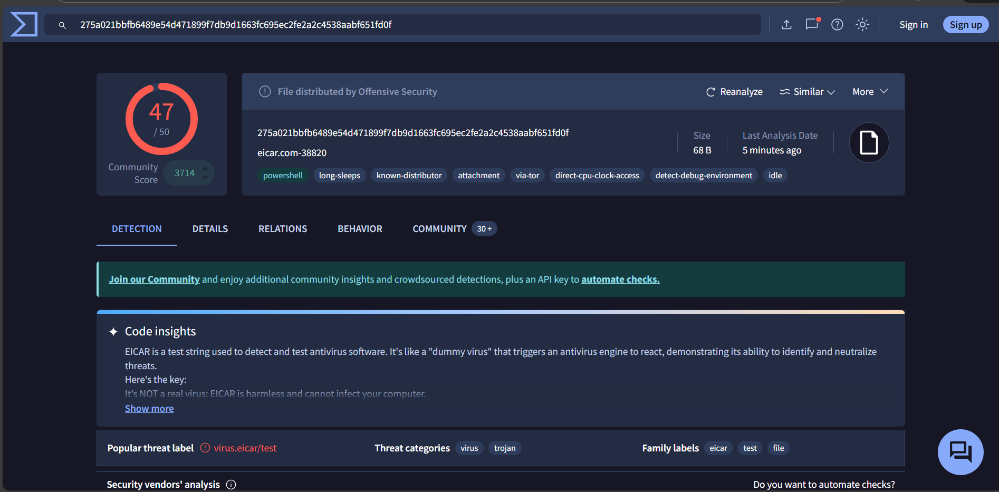 275a021bbfb6489e54d471899f7db9d1663fc695ec2fe2a2c4538aabf651fd0f
Sign in
Sign up
47
/ 50
Community
Score
3714
File distributed by Offensive Security
Reanalyze
Similar
More
275a021bbfb6489e54d471899f7db9d1663fc695ec2fe2a2c4538aabf651fd0f
eicar.com-38820
powershell long-sleeps known-distributor attachment via-tor direct-cpu-clock-access detect-debug-environment idle
Size
68 B
Last Analysis Date
5 minutes ago
DETECTION DETAILS RELATIONS BEHAVIOR COMMUNITY 30 +
Join our Community and enjoy additional community insights and crowdsourced detections, plus an API key to automate checks.
Code insights
EICAR is a test string used to detect and test antivirus software. It's like a "dummy virus" that triggers an antivirus engine to react, demonstrating its ability to identify and neutralize
threats.
Here's the key:
It's NOT a real virus: EICAR is harmless and cannot infect your computer.
Show more
Popular threat label virus.eicar/test
Threat categories virus trojan
Family labels eicar test file
Security vendors' analysis
Do you want to automate checks?